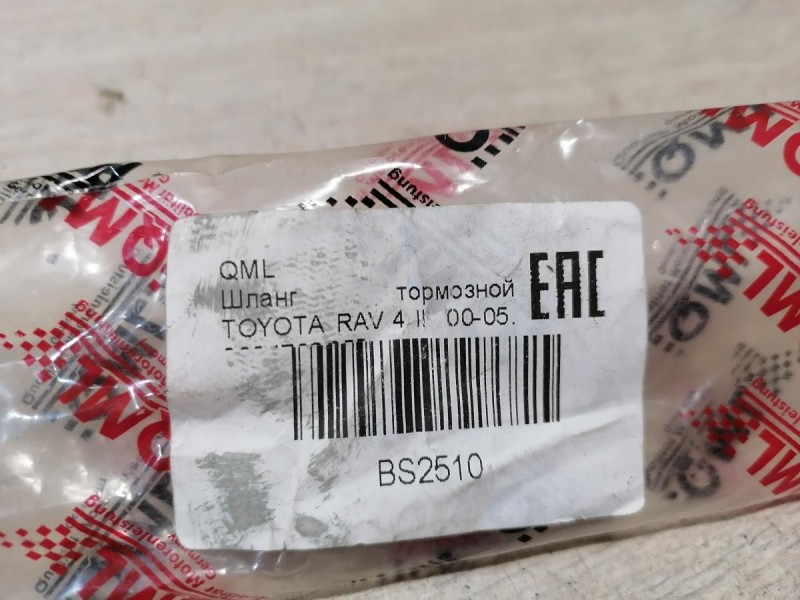 QML
Шланг тормозной
TOYOTA RAV 4 II 00-05.
EAC
BS2510